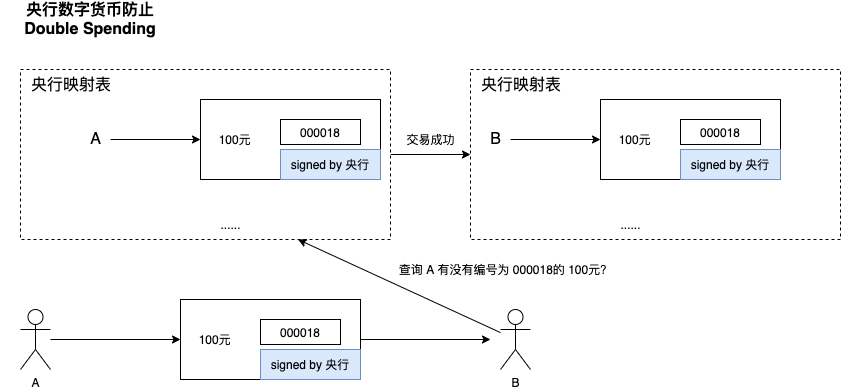 央行数字货币防止
Double Spending
央行映射表
A
100元
000018
signed by 央行
......
交易成功
央行映射表
B
100元
000018
signed by 央行
......
查询 A 有没有编号为 000018的 100元?
A
100元
000018
signed by 央行
B